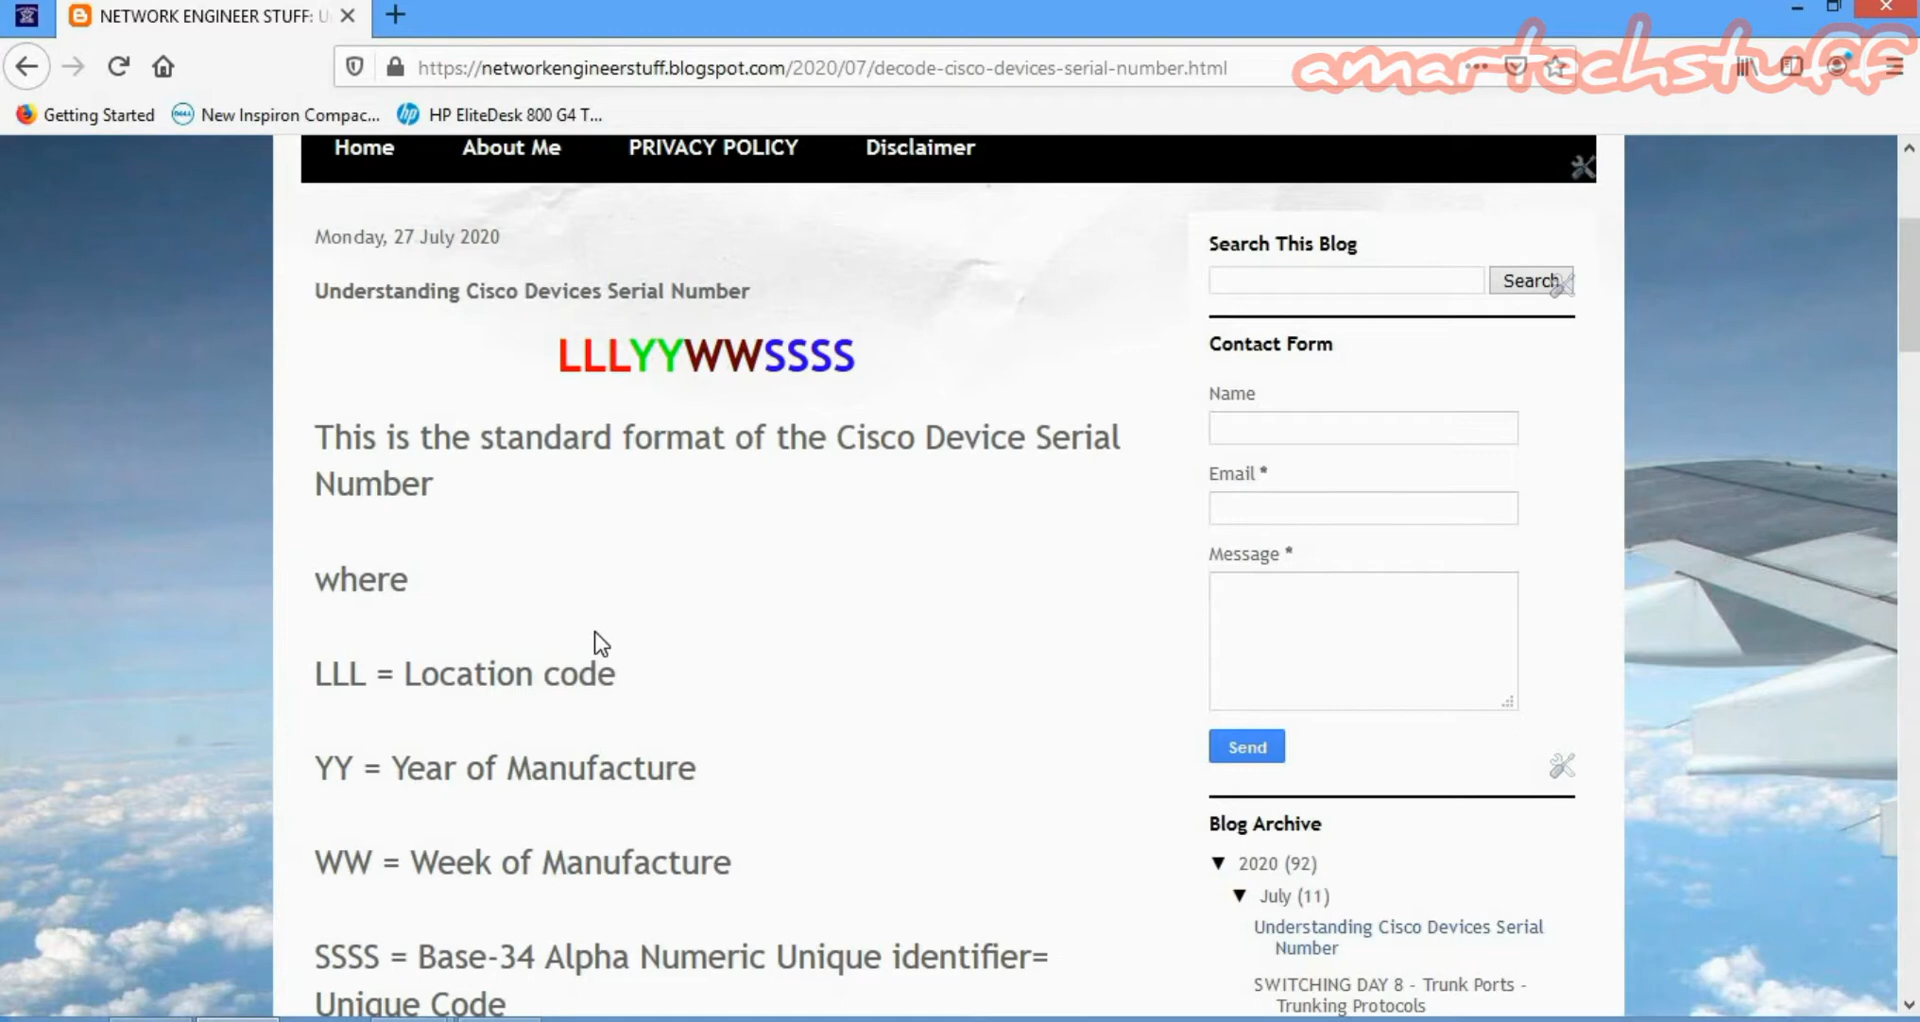 NETWORK ENGINEER STUFF: U
https://networkengineerstuff.blogspot.com/2020/07/decode-cisco-devices-serial-number.html
amartechstuff
Getting Started
New Inspiron Compac...
HP EliteDesk 800 G4 T...
Home
About Me
PRIVACY POLICY
Disclaimer
Monday, 27 July 2020
Understanding Cisco Devices Serial Number
LLLYYWWSSSS
This is the standard format of the Cisco Device Serial
Number
where
LLL = Location code
YY = Year of Manufacture
WW = Week of Manufacture
SSSS = Base-34 Alpha Numeric Unique identifier=
Unique Code
Search This Blog
Search
Contact Form
Name
Email *
Message *
Send
Blog Archive
▼ 2020 (92)
▼ July (11)
Understanding Cisco Devices Serial
Number
SWITCHING DAY 8 - Trunk Ports -
Trunking Protocols